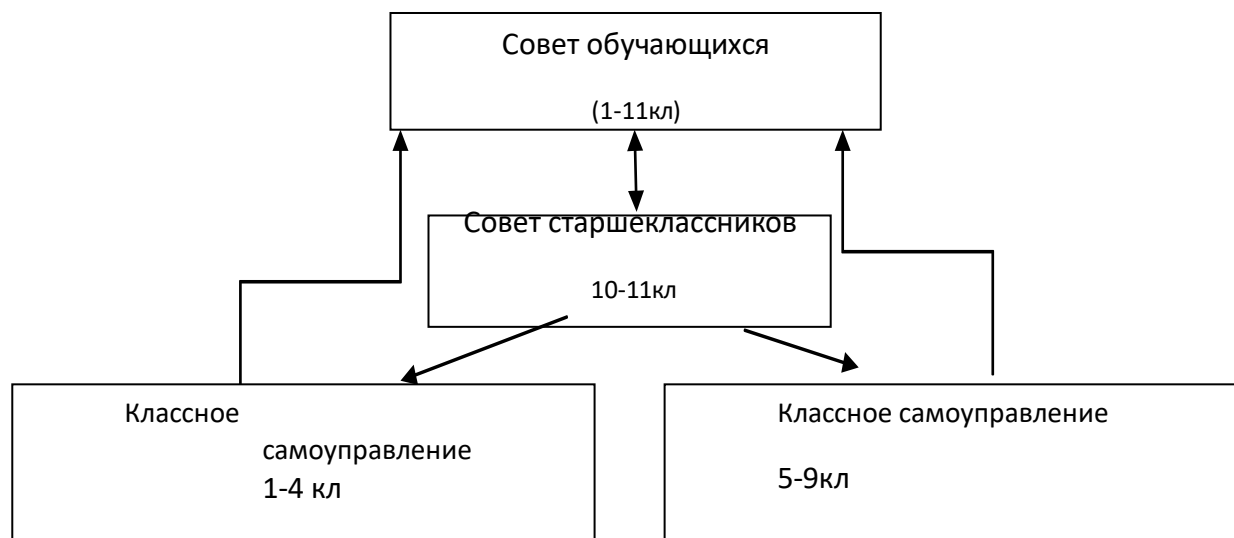 Совет обучающихся
(1-11кл)
Совет старшеклассников
10-11кл
Классное
самоуправление
1-4 кл
Классное самоуправление
5-9кл